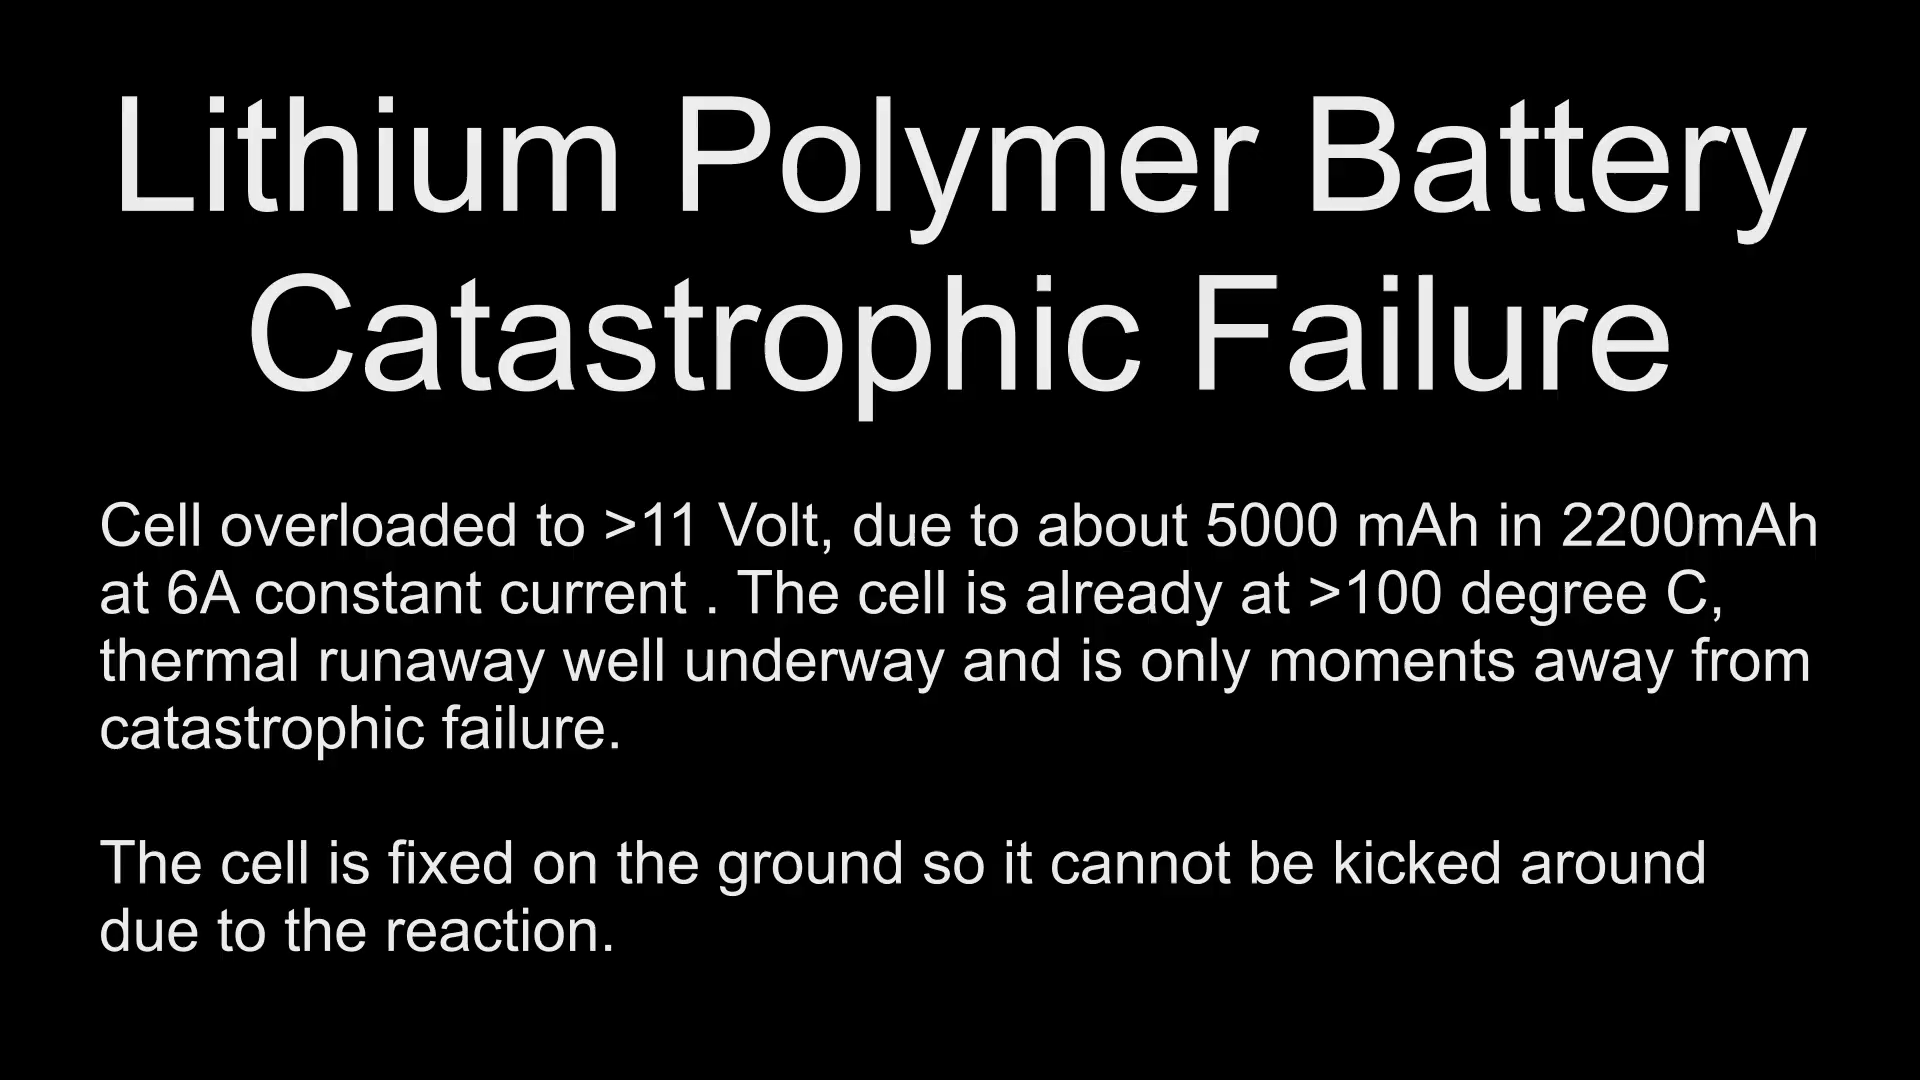 Lithium Polymer Battery
Catastrophic Failure
Cell overloaded to >11 Volt, due to about 5000 mAh in 2200mAh
at 6A constant current . The cell is already at >100 degree C,
thermal runaway well underway and is only moments away from
catastrophic failure.
The cell is fixed on the ground so it cannot be kicked around
due to the reaction.